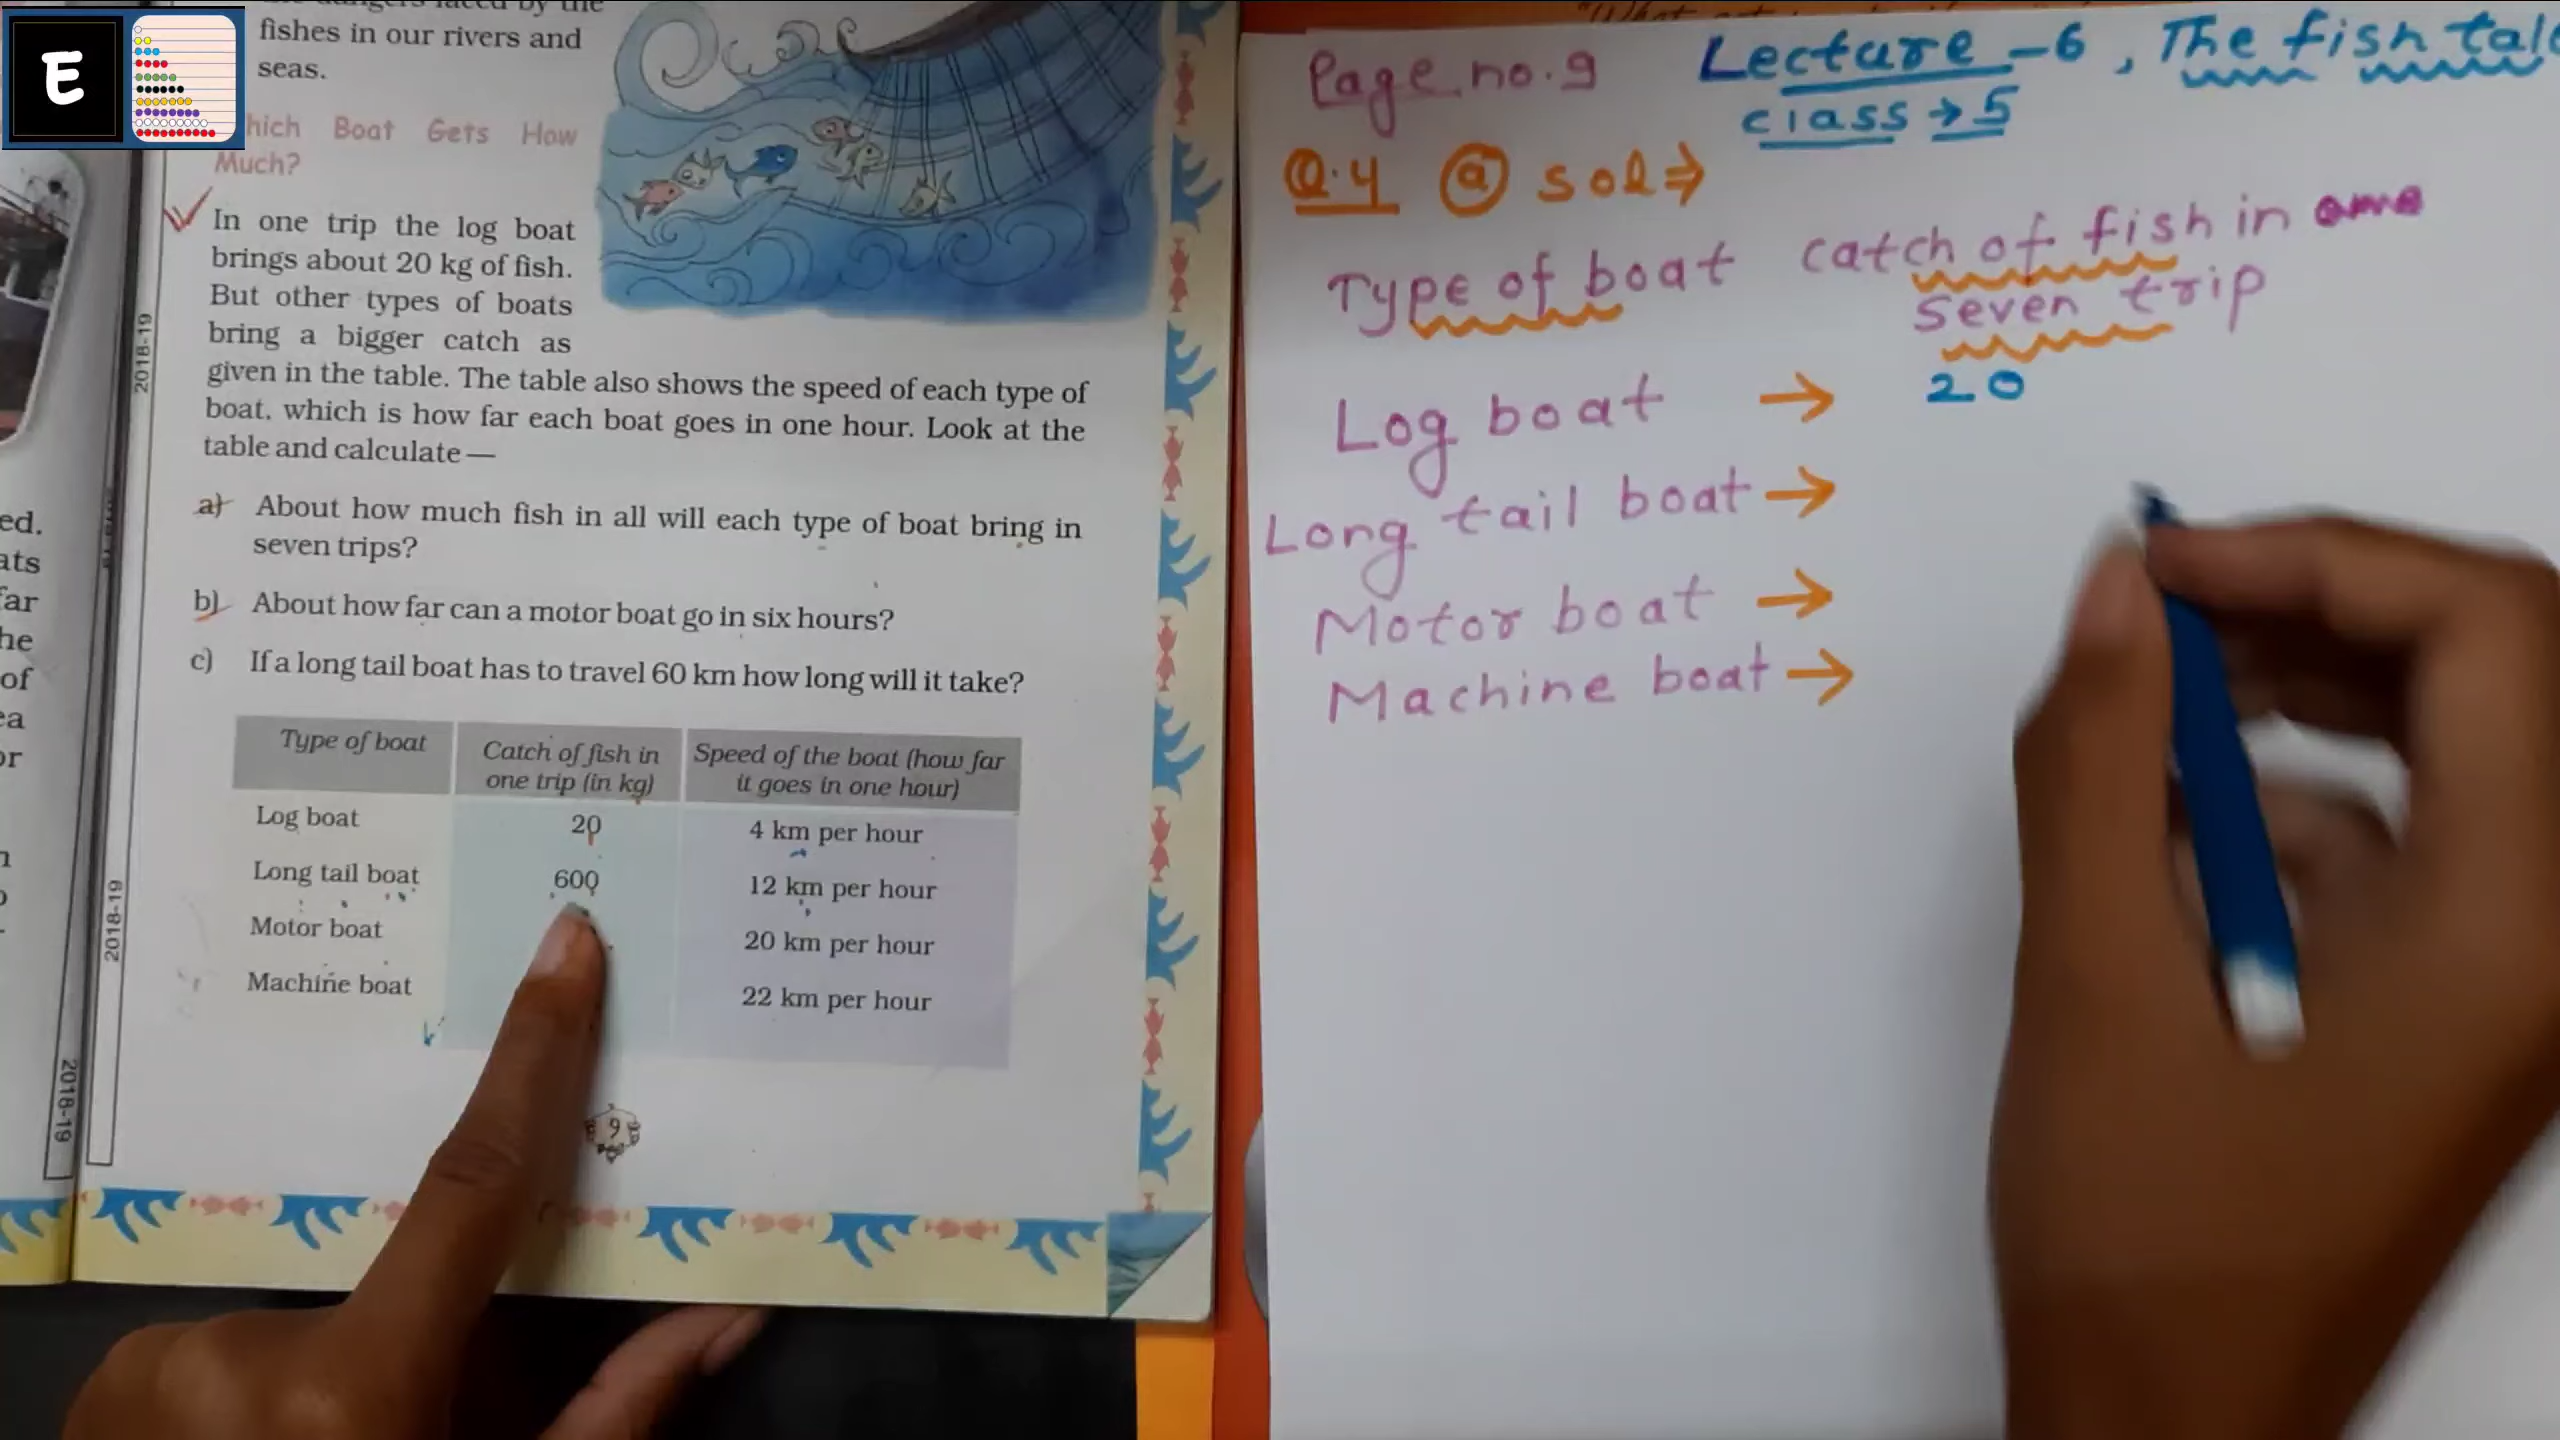 E
fishes in our rivers and
seas.
Boat Gets How
Much?
In one trip the log boat
brings about 20 kg of fish.
But other types of boats
bring a bigger catch as
given in the table. The table also shows the speed of each type of
boat, which is how far each boat goes in one hour. Look at the
table and calculate —
a) About how much fish in all will each type of boat bring in
seven trips?
b) About how far can a motor boat go in six hours?
c) If a long tail boat has to travel 60 km how long will it take?
Type of boat Catch of fish in one trip (in kg) Speed of the boat (how far it goes in one hour)
Log boat 20 4 km per hour
Long tail boat 600 12 km per hour
Motor boat 20 km per hour
Machine boat 22 km per hour
9
2018-19
2018-19
2018-19
ed.
of
Page no.9 Lecture - 6, The fish tale
class → 5
Q.4 ⓐ sol ⇒
Type of boat catch of fish in
seven trip
Log boat → 20
Long tail boat →
Motor boat →
Machine boat →